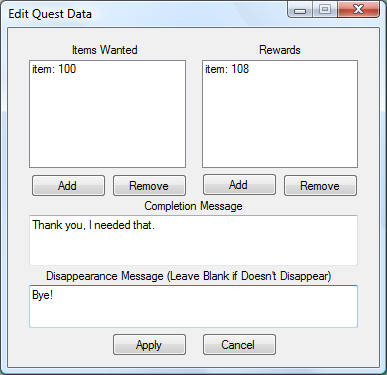 Edit Quest Data
Items Wanted Rewards
item: 100 item: 108
Add Remove Add Remove
Completion Message
Thank you, I needed that.
Disappearance Message (Leave Blank if Doesn't Disappear)
Bye!
Apply Cancel